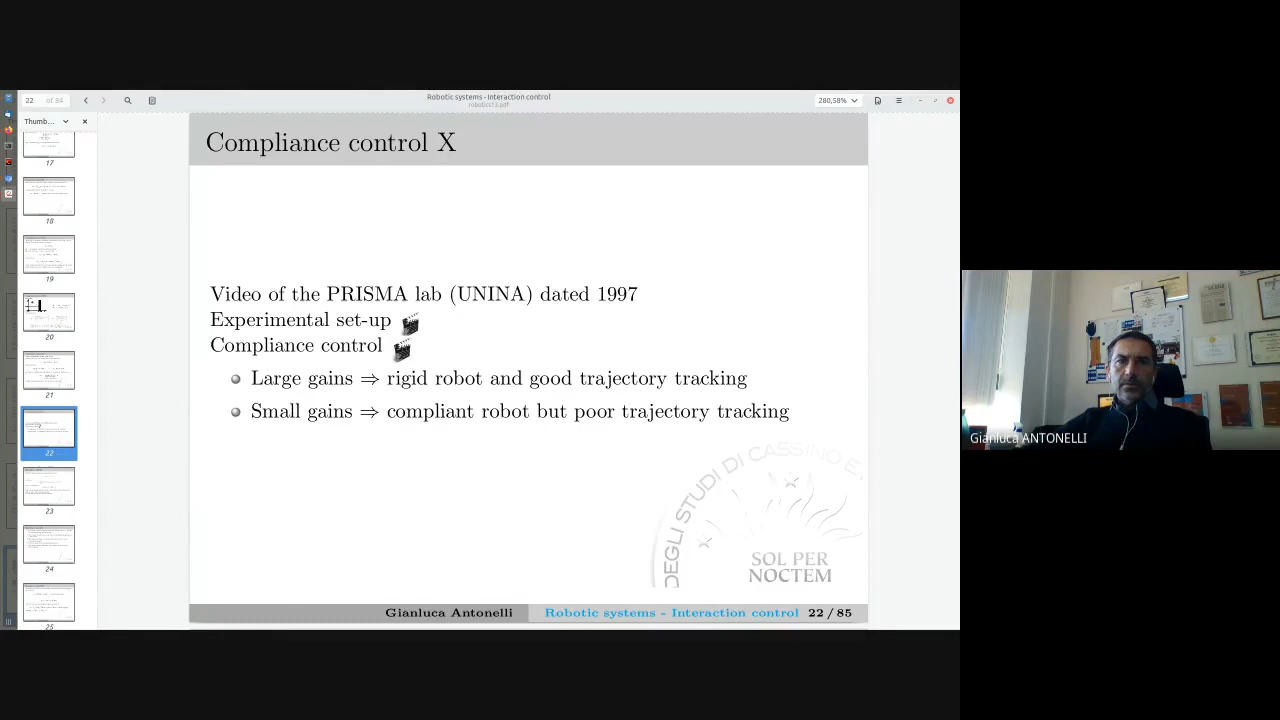 22 of 84
Robotic systems - Interaction control
robotics13.pdf
280,58%
Thumb...
17
18
19
20
21
22
23
24
25
Compliance control X
Video of the PRISMA lab (UNINA) dated 1997
Experimental set-up
Compliance control
Large gains ⇒ rigid robot and good trajectory tracking
Small gains ⇒ compliant robot but poor trajectory tracking
DEGLI STUDI DI CASSINO E
SOL PER
NOCTEM
Gianluca Antonelli
Robotic systems - Interaction control 22 / 85
Gianluca ANTONELLI